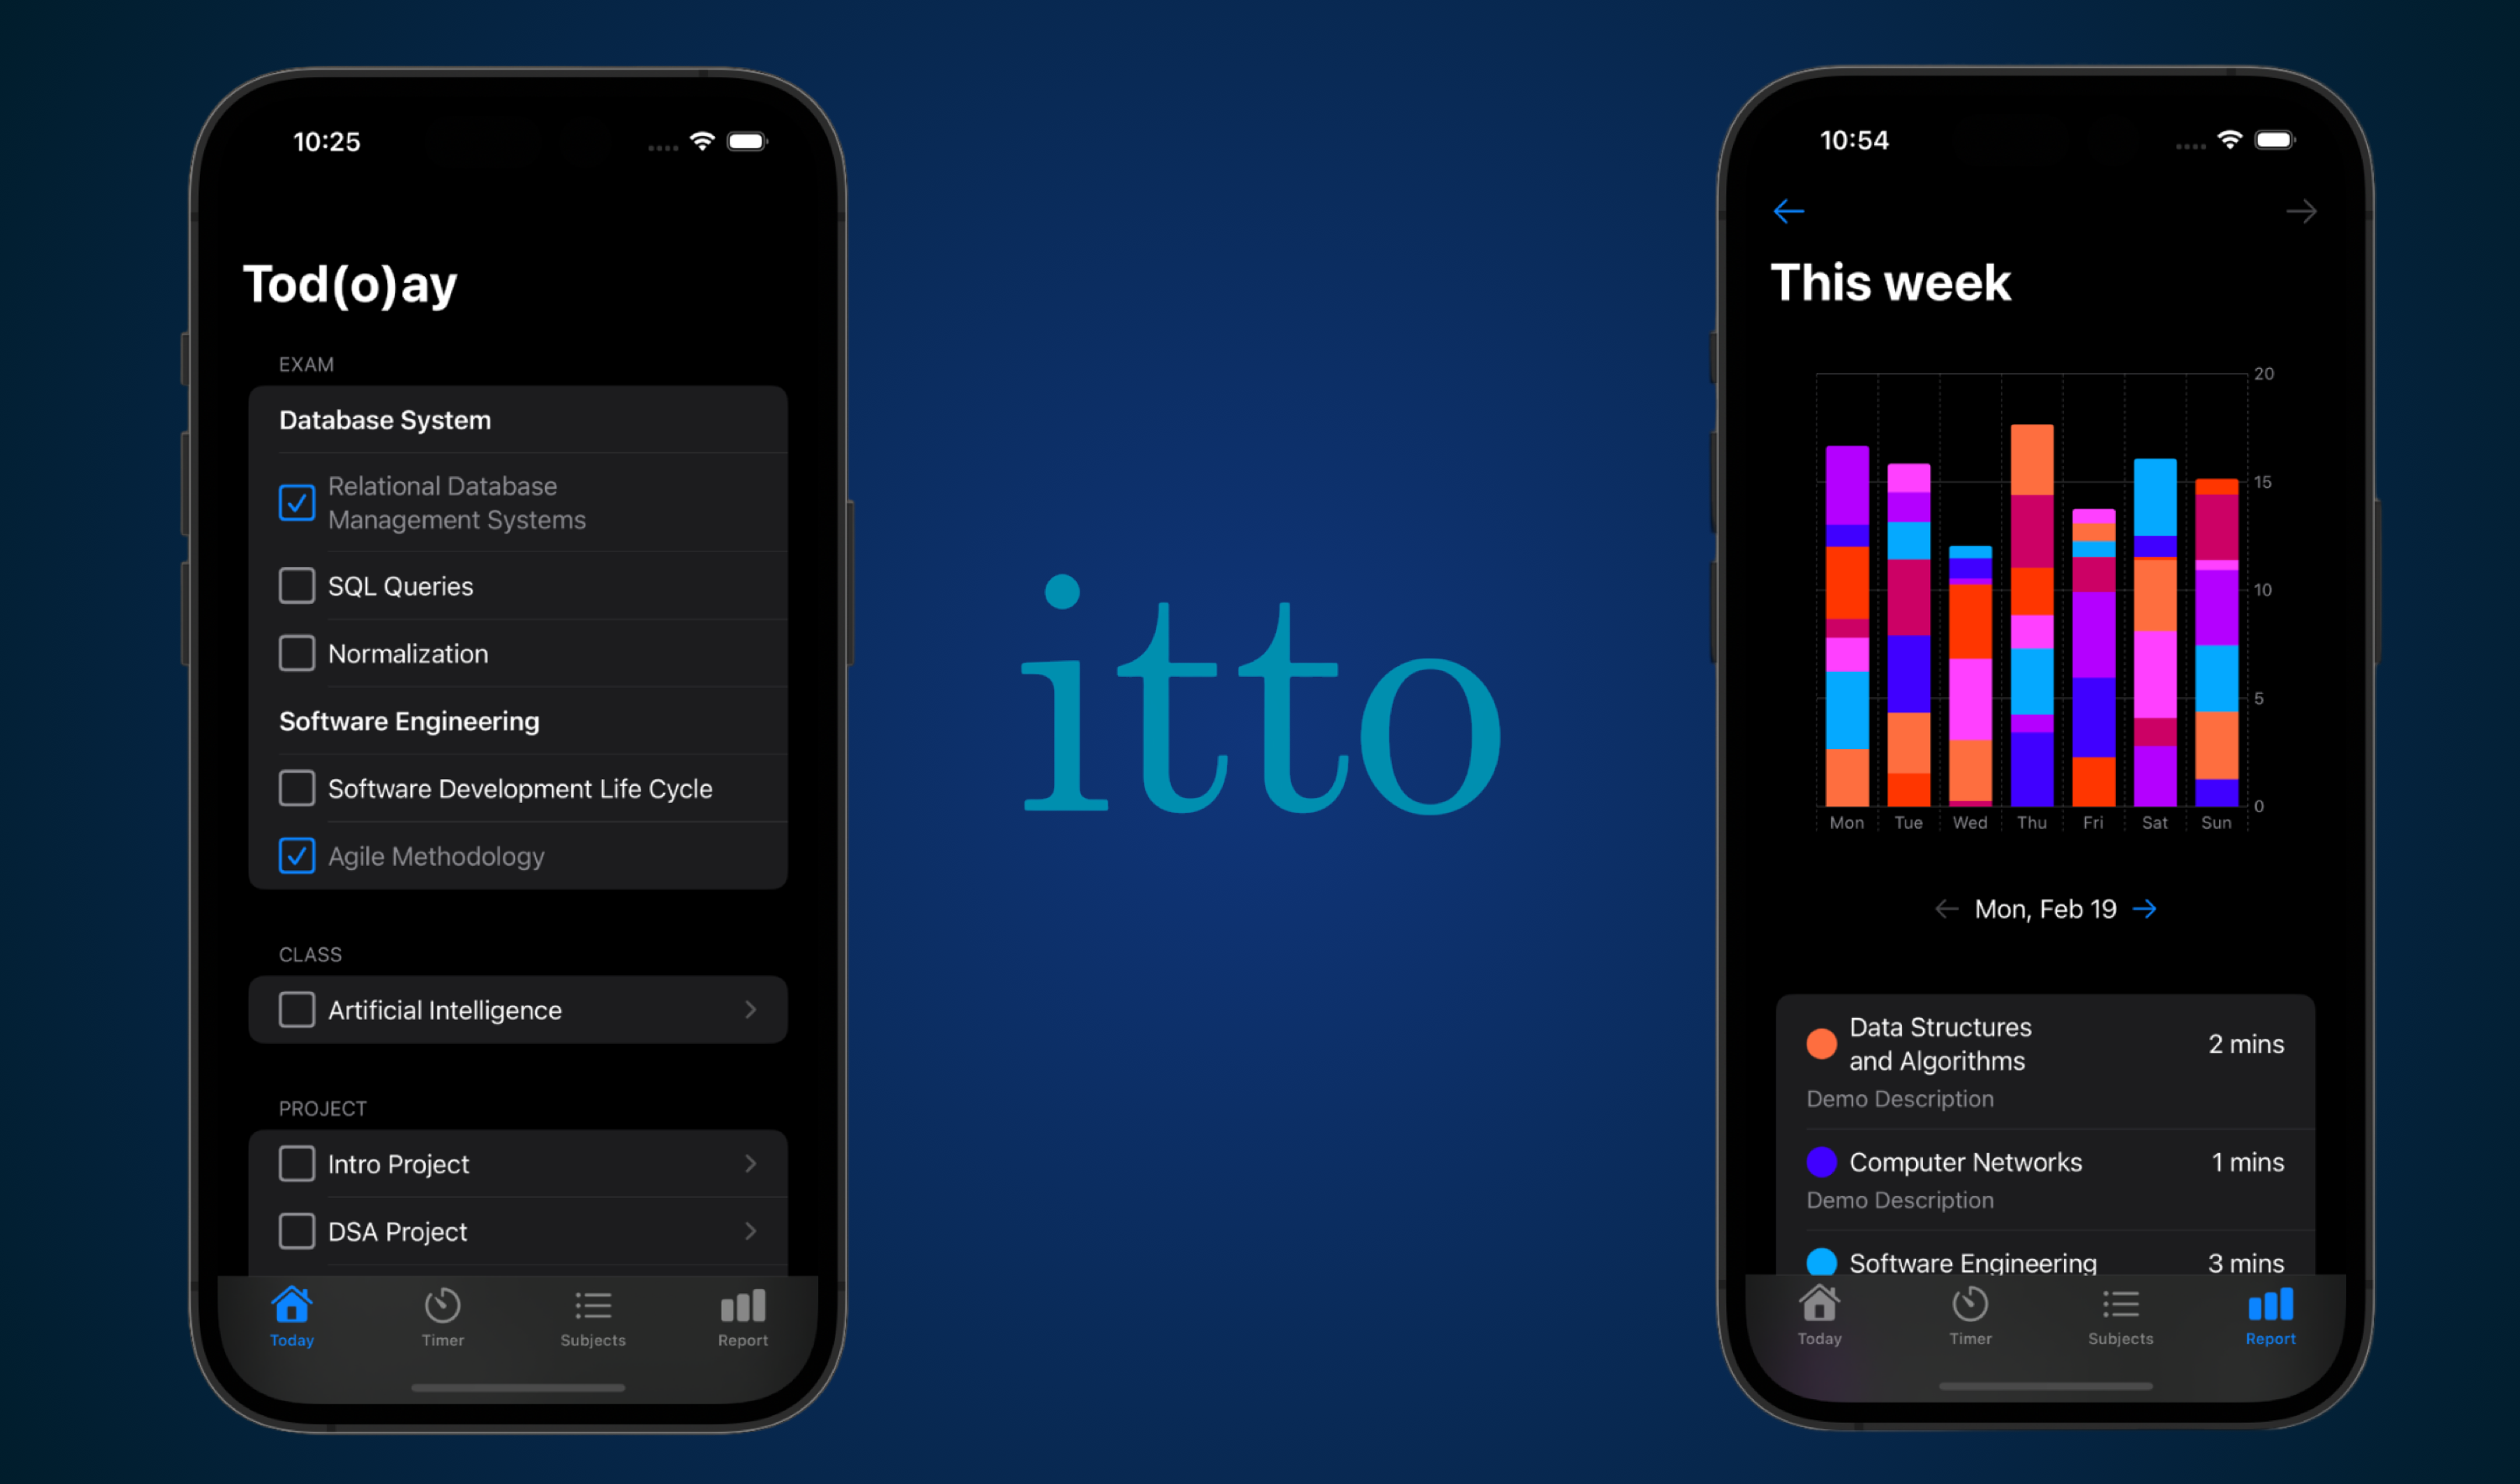 10:25
Tod(o)ay
EXAM
Database System
Relational Database
Management Systems
SQL Queries
Normalization
Software Engineering
Software Development Life Cycle
Agile Methodology
CLASS
Artificial Intelligence
PROJECT
Intro Project
DSA Project
Today Timer Subjects Report
itto
10:54
This week
20
15
10
5
0
Mon Tue Wed Thu Fri Sat Sun
Mon, Feb 19
Data Structures
and Algorithms
2 mins
Demo Description
Computer Networks 1 mins
Demo Description
Software Engineering 3 mins
Today Timer Subjects Report